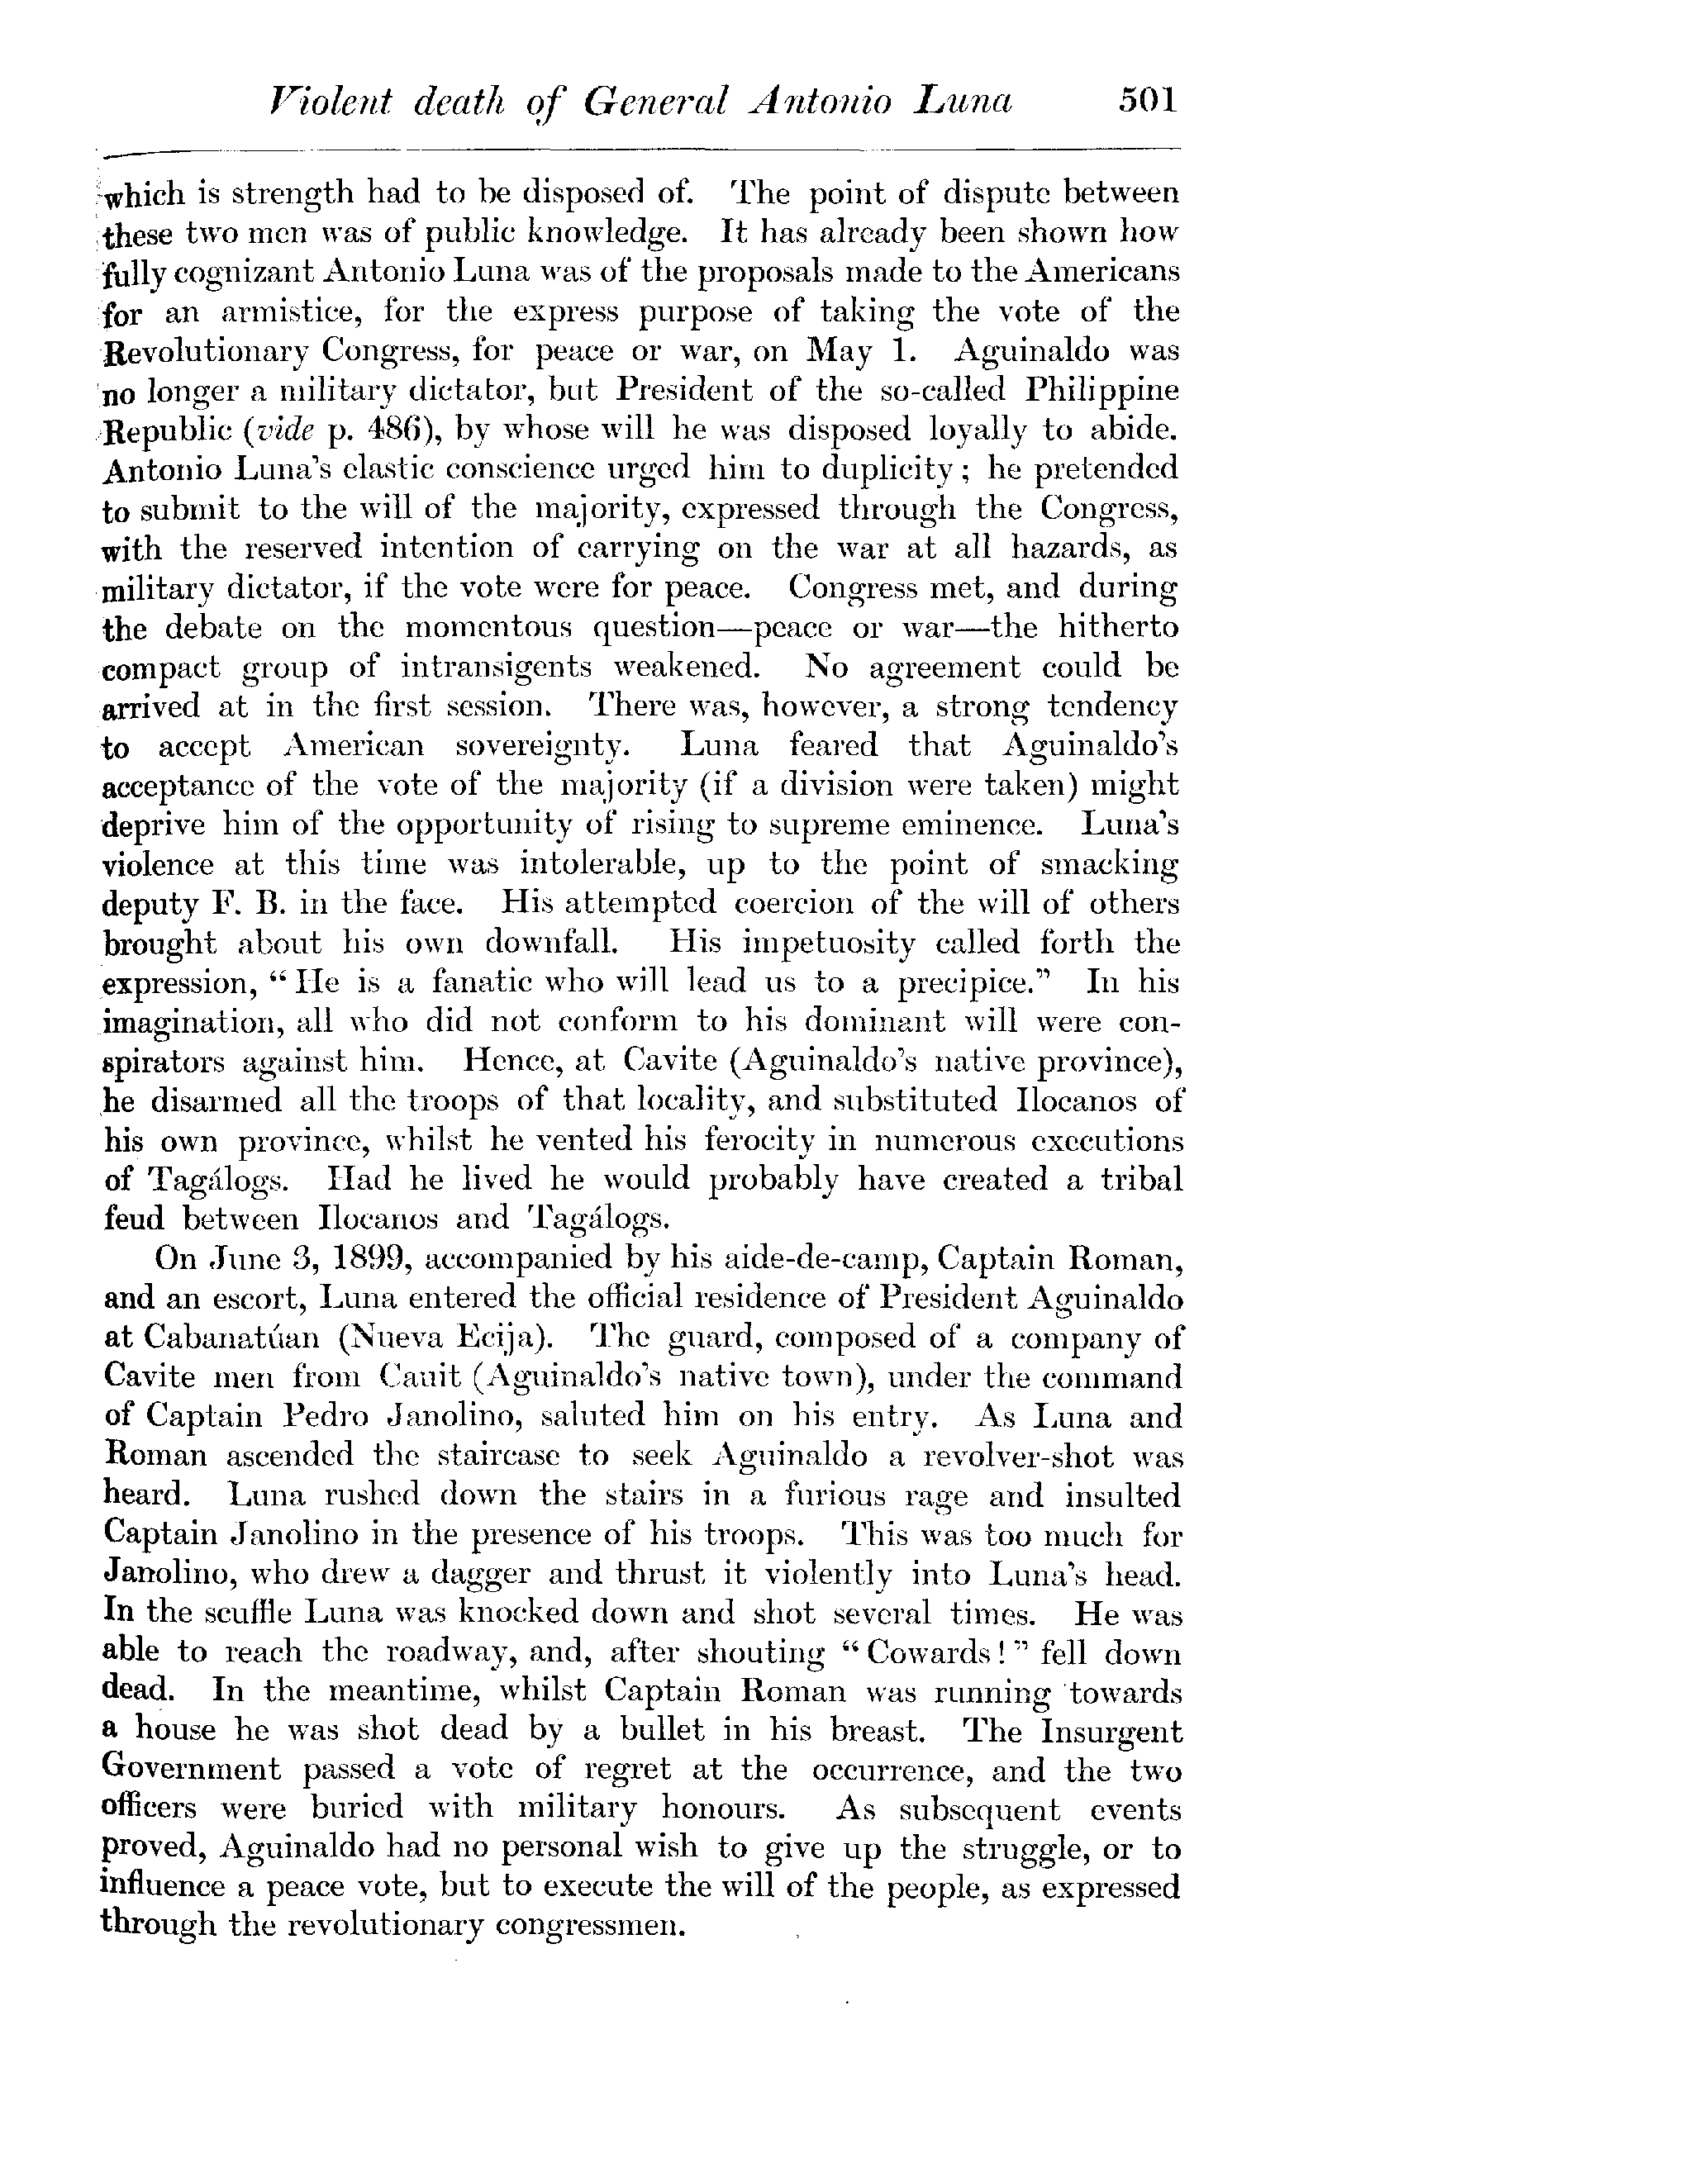 Violent death of General Antonio Luna 501
which is strength had to be disposed of. The point of dispute between
these two men was of public knowledge. It has already been shown how
fully cognizant Antonio Luna was of the proposals made to the Americans
for an armistice, for the express purpose of taking the vote of the
Revolutionary Congress, for peace or war, on May 1. Aguinaldo was
no longer a military dictator, but President of the so-called Philippine
Republic (vide p. 486), by whose will he was disposed loyally to abide.
Antonio Luna's elastic conscience urged him to duplicity; he pretended
to submit to the will of the majority, expressed through the Congress,
with the reserved intention of carrying on the war at all hazards, as
military dictator, if the vote were for peace. Congress met, and during
the debate on the momentous question—peace or war—the hitherto
compact group of intransigents weakened. No agreement could be
arrived at in the first session. There was, however, a strong tendency
to accept American sovereignty. Luna feared that Aguinaldo's
acceptance of the vote of the majority (if a division were taken) might
deprive him of the opportunity of rising to supreme eminence. Luna's
violence at this time was intolerable, up to the point of smacking
deputy F. B. in the face. His attempted coercion of the will of others
brought about his own downfall. His impetuosity called forth the
expression, "He is a fanatic who will lead us to a precipice." In his
imagination, all who did not conform to his dominant will were con-
spirators against him. Hence, at Cavite (Aguinaldo's native province),
he disarmed all the troops of that locality, and substituted Ilocanos of
his own province, whilst he vented his ferocity in numerous executions
of Tagálogs. Had he lived he would probably have created a tribal
feud between Ilocanos and Tagálogs.
On June 3, 1899, accompanied by his aide-de-camp, Captain Roman,
and an escort, Luna entered the official residence of President Aguinaldo
at Cabanatúan (Nueva Ecija). The guard, composed of a company of
Cavite men from Cauit (Aguinaldo's native town), under the command
of Captain Pedro Janolino, saluted him on his entry. As Luna and
Roman ascended the staircase to seek Aguinaldo a revolver-shot was
heard. Luna rushed down the stairs in a furious rage and insulted
Captain Janolino in the presence of his troops. This was too much for
Janolino, who drew a dagger and thrust it violently into Luna's head.
In the scuffle Luna was knocked down and shot several times. He was
able to reach the roadway, and, after shouting "Cowards!" fell down
dead. In the meantime, whilst Captain Roman was running towards
a house he was shot dead by a bullet in his breast. The Insurgent
Government passed a vote of regret at the occurrence, and the two
officers were buried with military honours. As subsequent events
proved, Aguinaldo had no personal wish to give up the struggle, or to
influence a peace vote, but to execute the will of the people, as expressed
through the revolutionary congressmen.